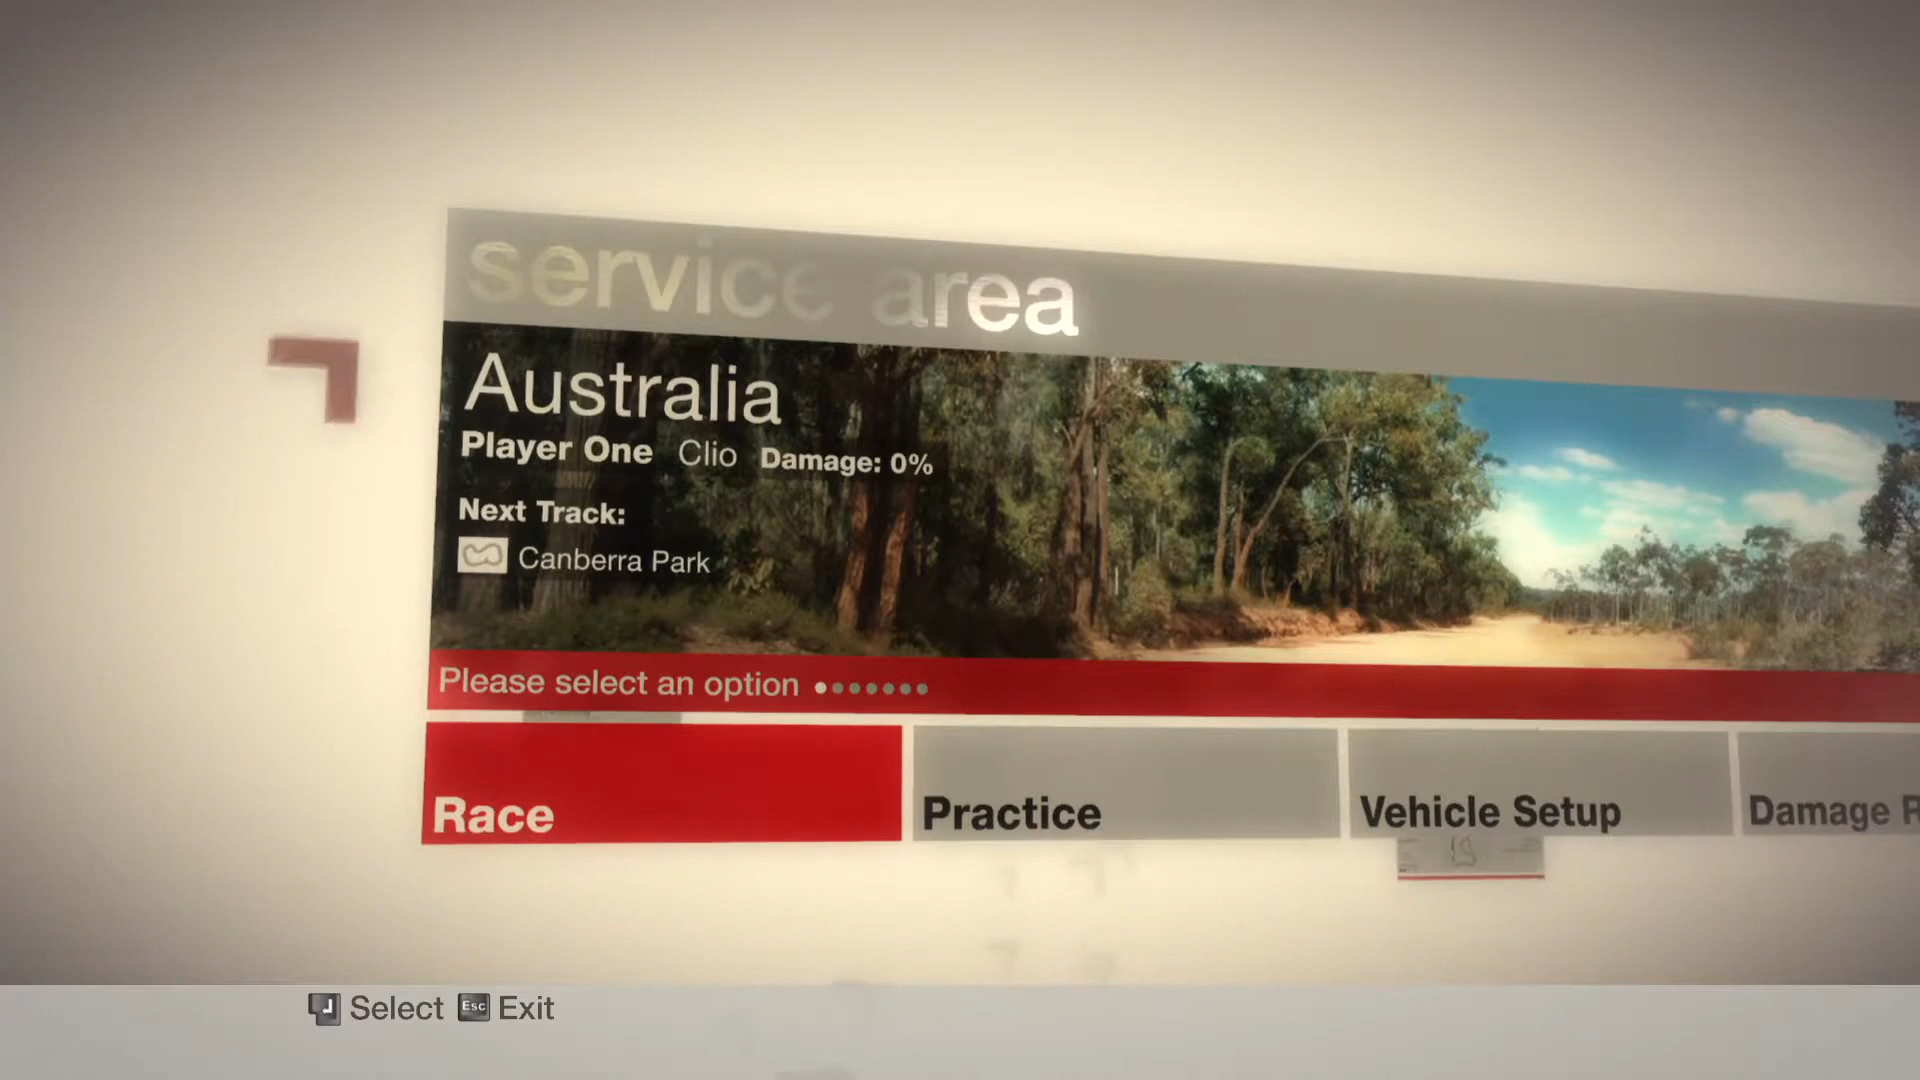 service area
Australia
Player One Clio Damage: 0%
Next Track:
Canberra Park
Please select an option
Race
Practice
Vehicle Setup
Damage R
Select Esc Exit